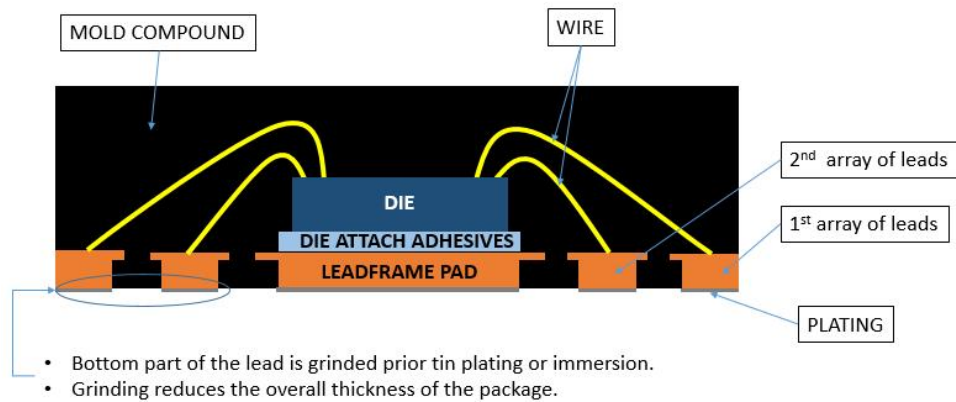 MOLD COMPOUND
WIRE
2nd array of leads
DIE
1st array of leads
DIE ATTACH ADHESIVES
LEADFRAME PAD
PLATING
• Bottom part of the lead is grinded prior tin plating or immersion.
• Grinding reduces the overall thickness of the package.